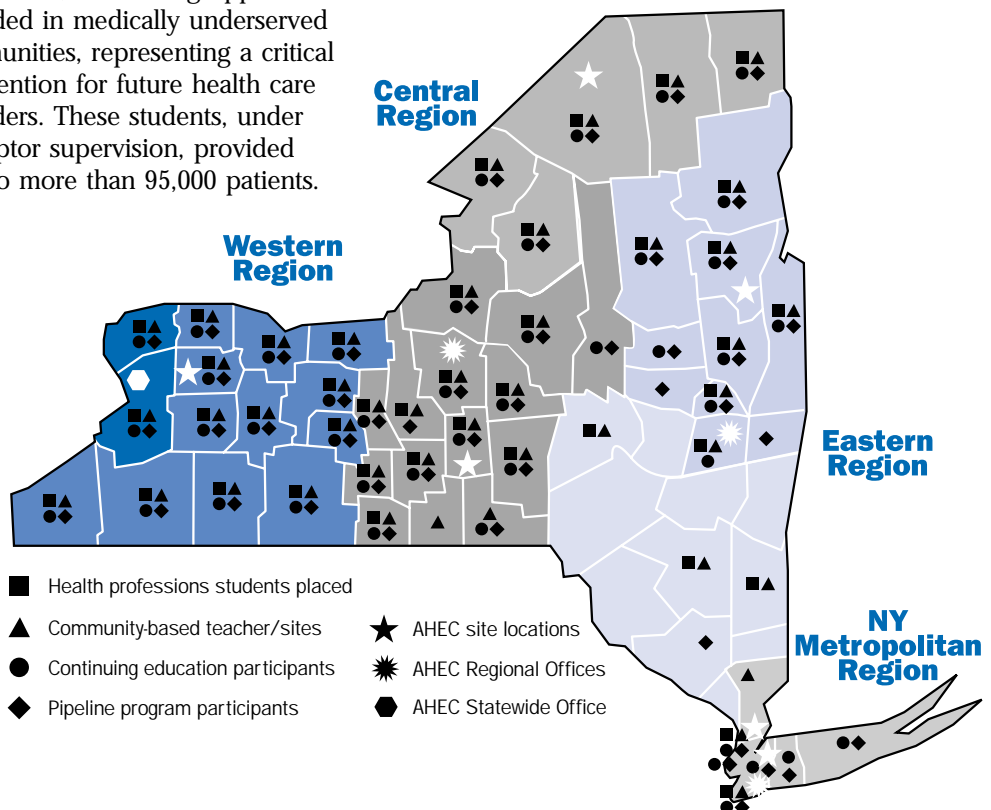 ded in medically underserved
unities, representing a critical
ention for future health care
ders. These students, under
ptor supervision, provided
o more than 95,000 patients.
Central
Region
Western
Region
Eastern
Region
NY
Metropolitan
Region
Health professions students placed
Community-based teacher/sites
Continuing education participants
Pipeline program participants
AHEC site locations
AHEC Regional Offices
AHEC Statewide Office